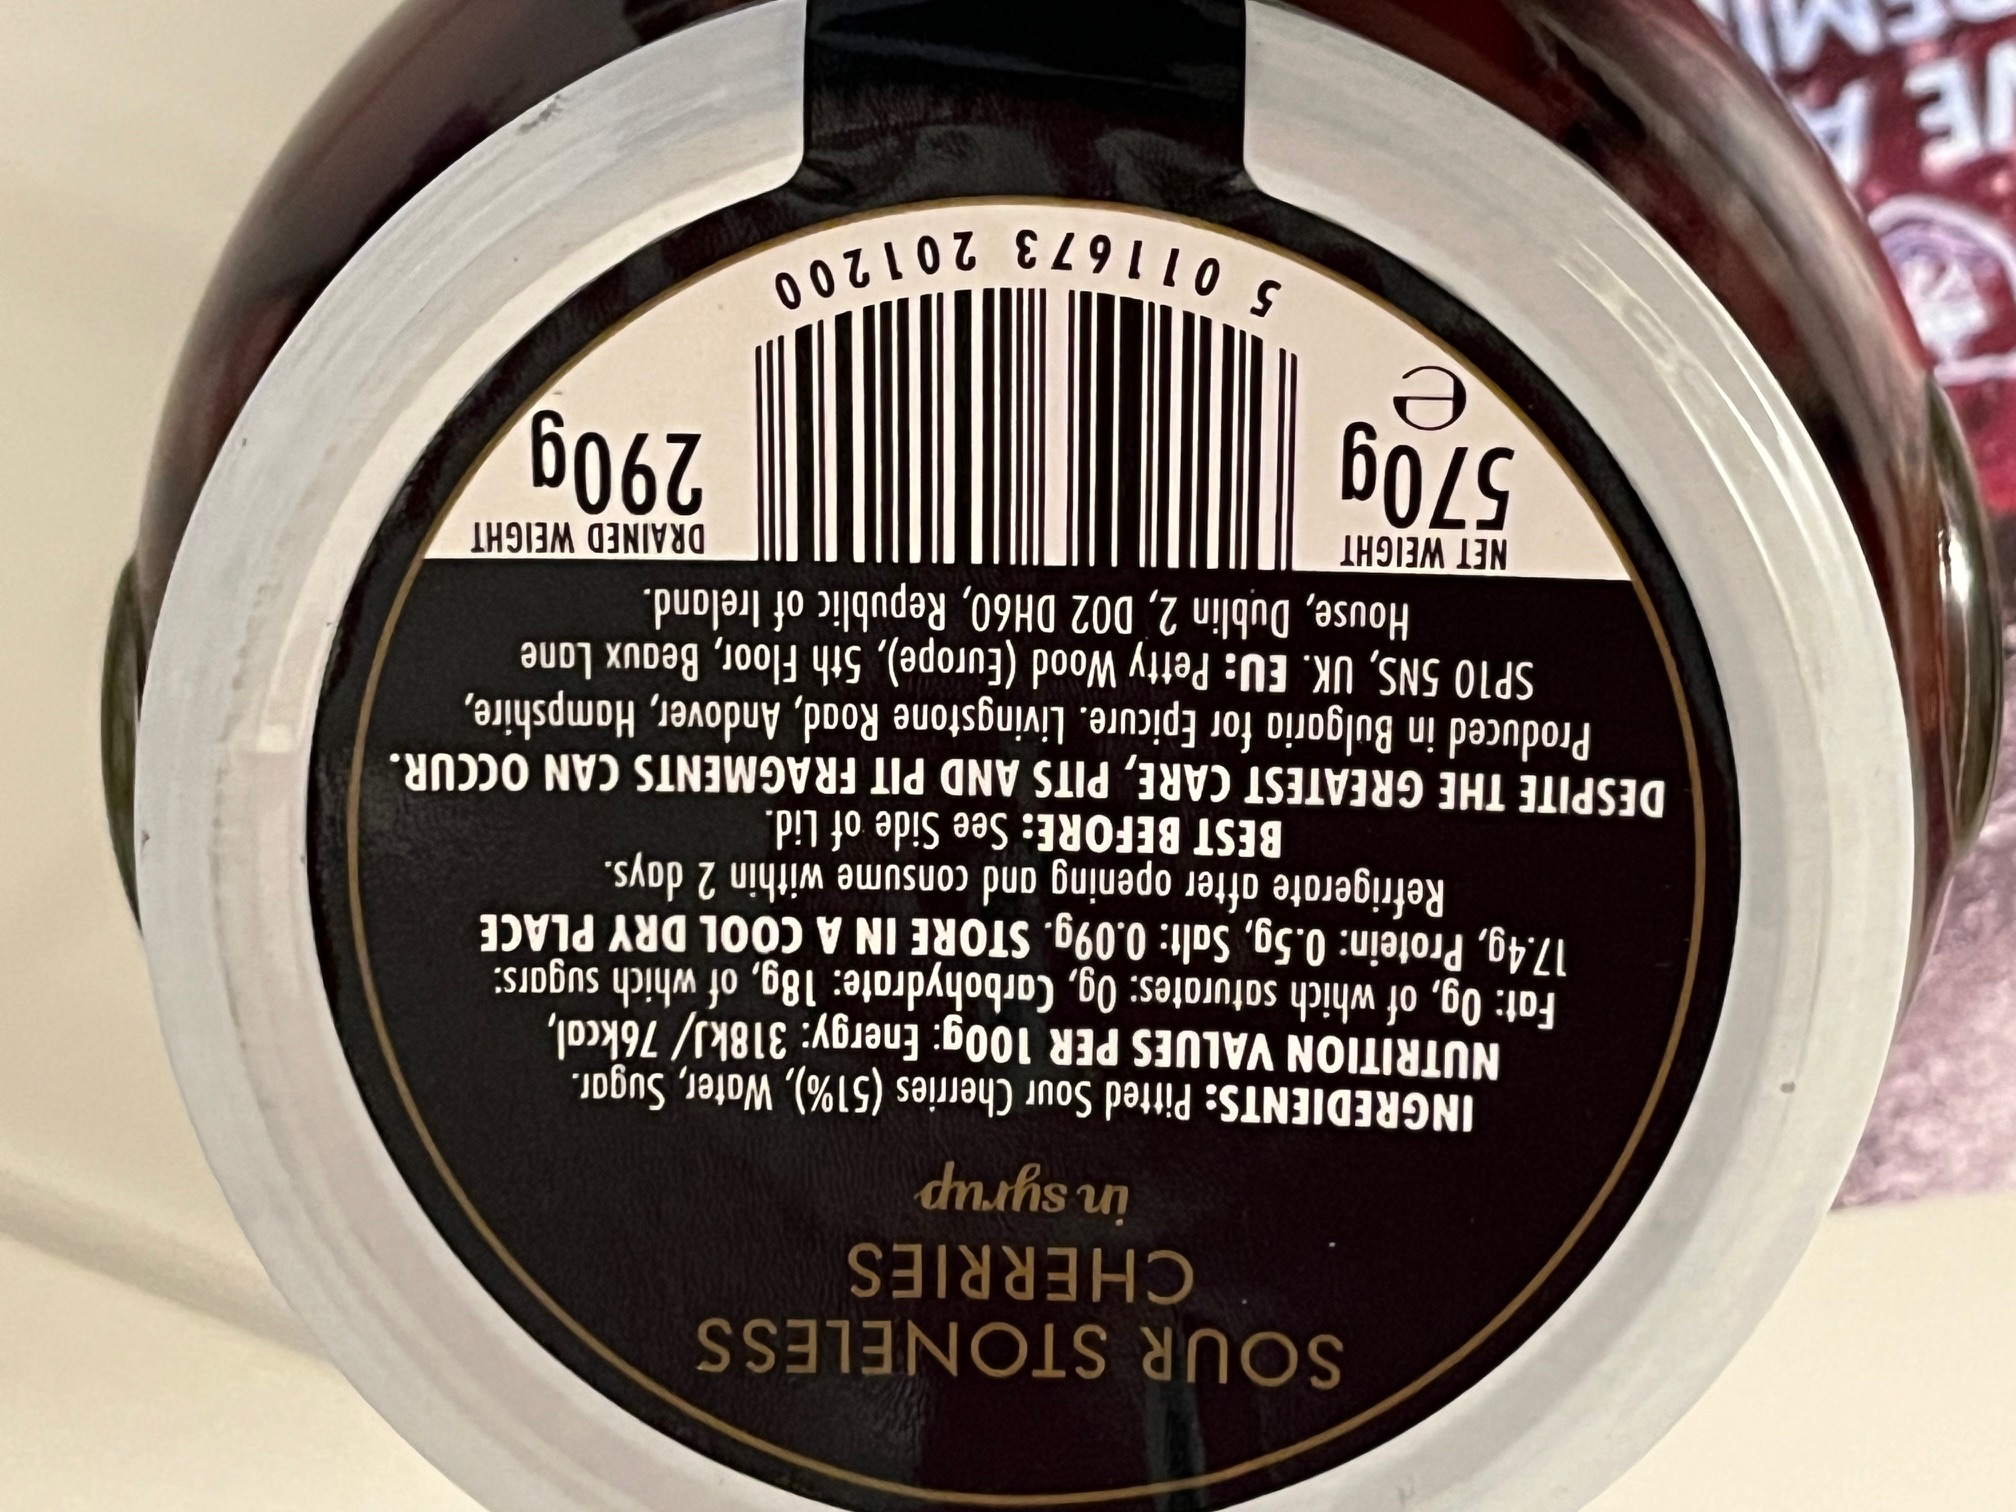 SOUR STONELESS
CHERRIES
in syrup
INGREDIENTS: Pitted Sour Cherries (51%), Water, Sugar.
NUTRITION VALUES PER 100g: Energy: 318kJ/ 76kcal,
Fat: 0g, of which saturates: 0g, Carbohydrate: 18g, of which sugars:
17.4g, Protein: 0.5g, Salt: 0.09g. STORE IN A COOL DRY PLACE
Refrigerate after opening and consume within 2 days.
BEST BEFORE: See Side of Lid.
DESPITE THE GREATEST CARE, PITS AND PIT FRAGMENTS CAN OCCUR.
Produced in Bulgaria for Epicure. Livingstone Road, Andover, Hampshire,
SP10 5NS, UK. EU: Petty Wood (Europe), 5th Floor, Beaux Lane
House, Dublin 2, D02 DH60, Republic of Ireland.
NET WEIGHT
570g
e
DRAINED WEIGHT
290g
5 011673 201200